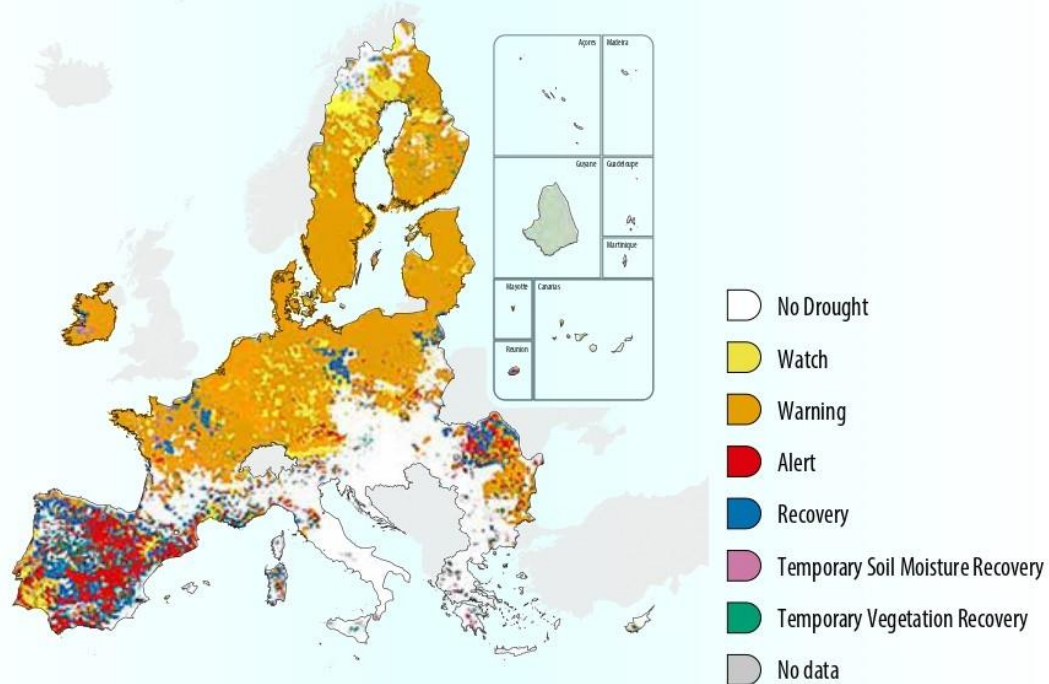 Açores
Madeira
Guyane
Guadeloupe
Martinique
Mayotte
Canarias
Reunion
No Drought
Watch
Warning
Alert
Recovery
Temporary Soil Moisture Recovery
Temporary Vegetation Recovery
No data